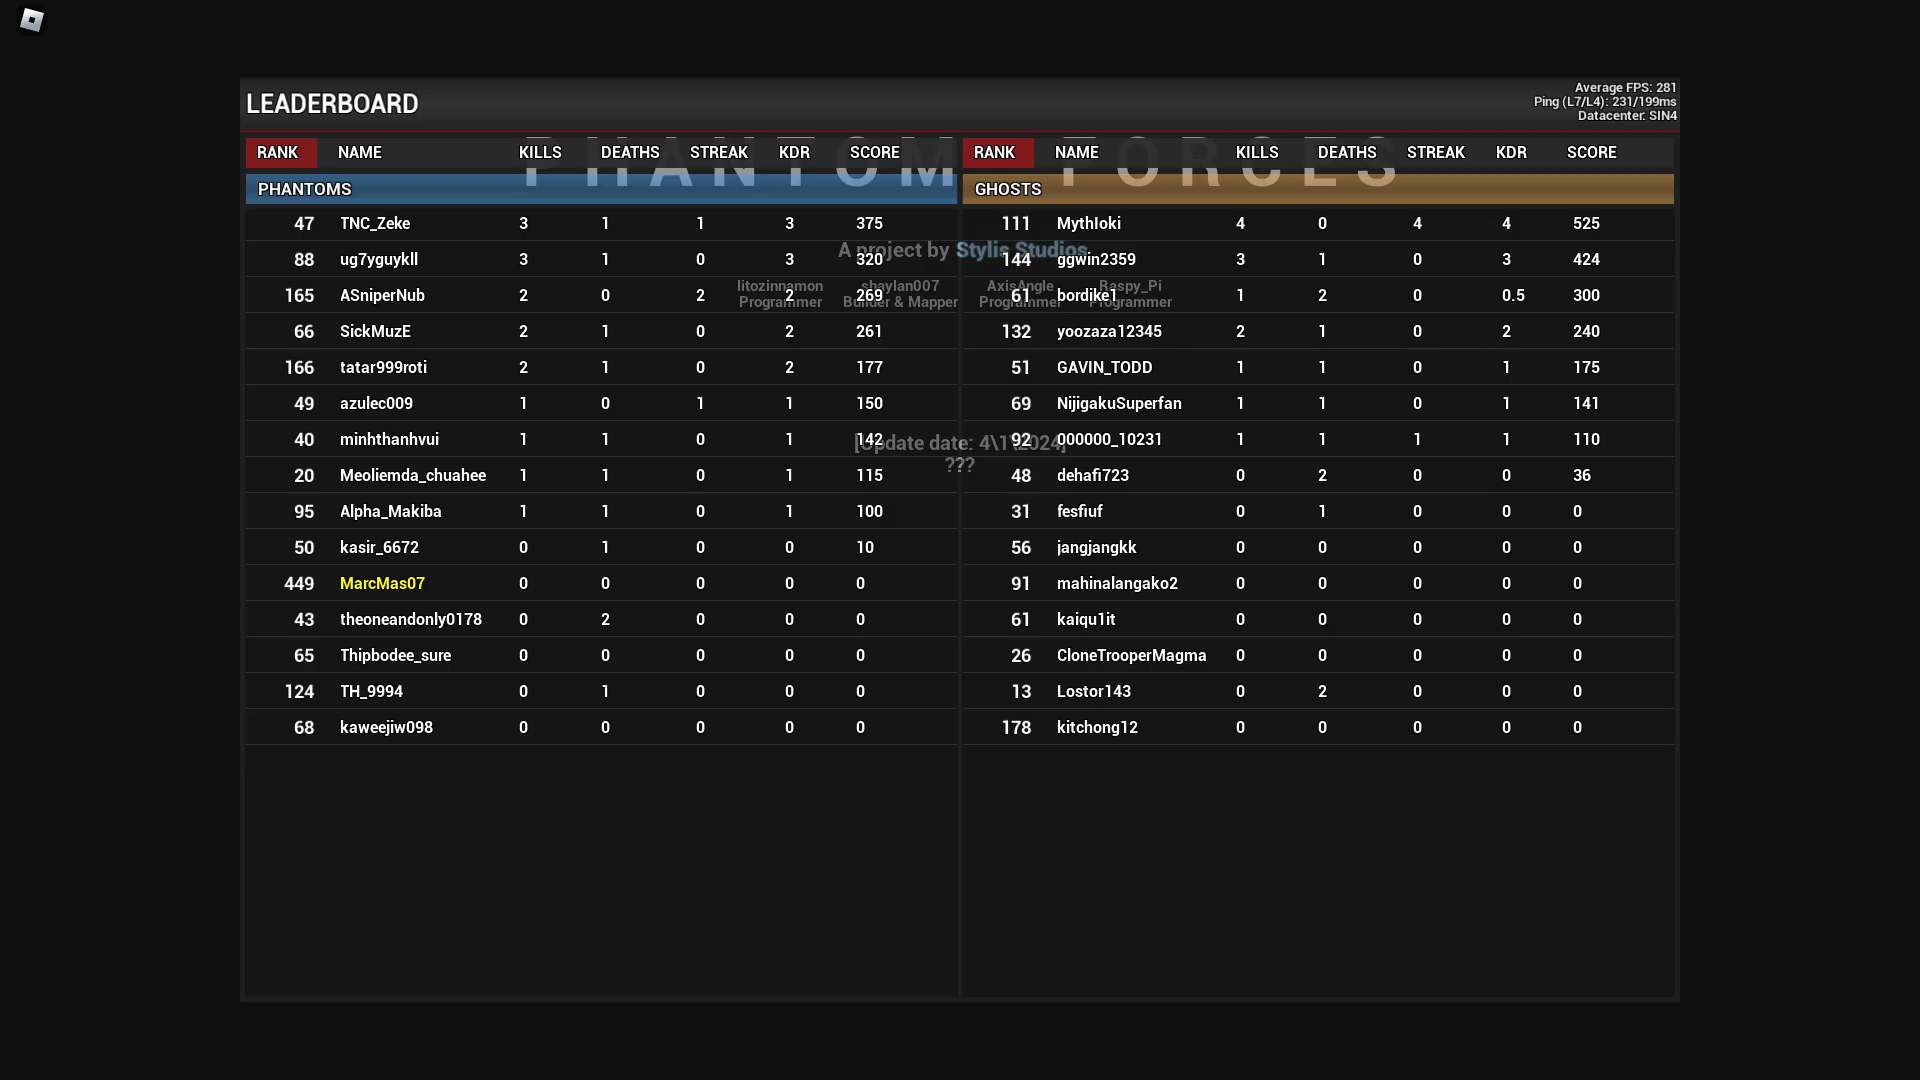 LEADERBOARD
Average FPS: 281
Ping (L7/L4): 231/199ms
Datacenter: SIN4
PHANTOM FORCES
RANK NAME KILLS DEATHS STREAK KDR SCORE
PHANTOMS
47 TNC_Zeke 3 1 1 3 375
88 ug7yguykll 3 1 0 3 320
165 ASniperNub 2 0 2 2 269
66 SickMuzE 2 1 0 2 261
166 tatar999roti 2 1 0 2 177
49 azulec009 1 0 1 1 150
40 minhthanhvui 1 1 0 1 142
20 Meoliemda_chuahee 1 1 0 1 115
95 Alpha_Makiba 1 1 0 1 100
50 kasir_6672 0 1 0 0 10
449 MarcMas07 0 0 0 0 0
43 theoneandonly0178 0 2 0 0 0
65 Thipbodee_sure 0 0 0 0 0
124 TH_9994 0 1 0 0 0
68 kaweejiw098 0 0 0 0 0
RANK NAME KILLS DEATHS STREAK KDR SCORE
GHOSTS
111 MythIoki 4 0 4 4 525
144 ggwin2359 3 1 0 3 424
61 bordike1 1 2 0 0.5 300
132 yoozaza12345 2 1 0 2 240
51 GAVIN_TODD 1 1 0 1 175
69 NijigakuSuperfan 1 1 0 1 141
92 000000_10231 1 1 1 1 110
48 dehafi723 0 2 0 0 36
31 fesfiuf 0 1 0 0 0
56 jangjangkk 0 0 0 0 0
91 mahinalangako2 0 0 0 0 0
61 kaiqu1it 0 0 0 0 0
26 CloneTrooperMagma 0 0 0 0 0
13 Lostor143 0 2 0 0 0
178 kitchong12 0 0 0 0 0
A project by Stylis Studios
litozinnamon shaylan007 AxisAngle Raspy_Pi
Programmer Builder & Mapper Programmer Programmer
[Update date: 4\1\2024]
???